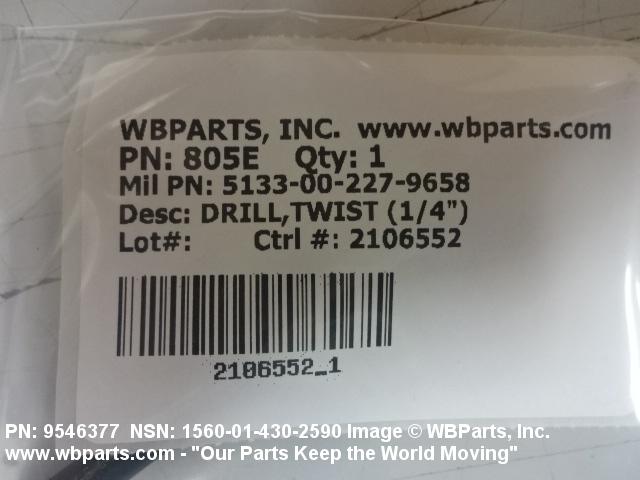 WBPARTS, INC. www.wbparts.com
PN: 805E Qty: 1
Mil PN: 5133-00-227-9658
Desc: DRILL,TWIST (1/4")
Lot#: Ctrl #: 2106552
2106552_1
PN: 9546377 NSN: 1560-01-430-2590 Image © WBParts, Inc.
www.wbparts.com - "Our Parts Keep the World Moving"